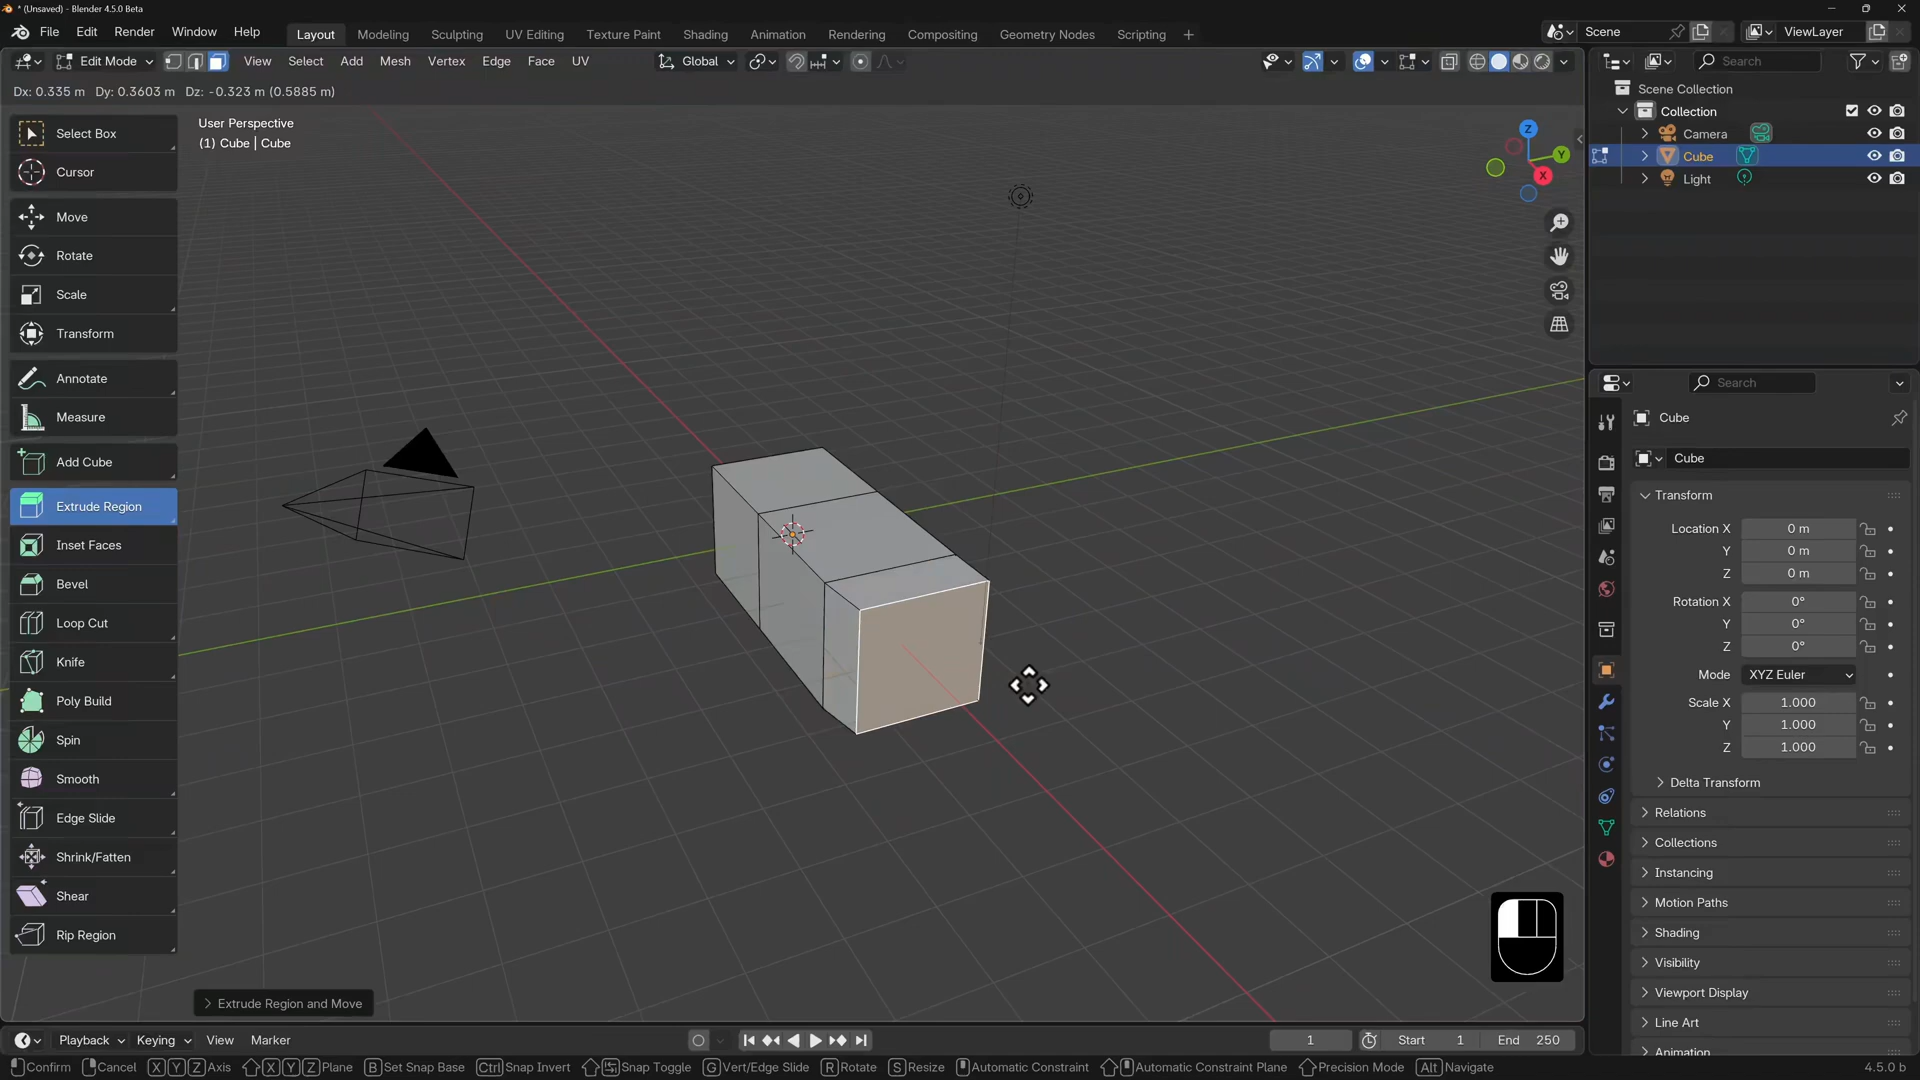 * (Unsaved) - Blender 4.5.0 Beta
File Edit Render Window Help
Layout Modeling Sculpting UV Editing Texture Paint Shading Animation Rendering Compositing Geometry Nodes Scripting +
Scene ViewLayer
Edit Mode View Select Add Mesh Vertex Edge Face UV Global
Search
Dx: 0.335 m Dy: 0.3603 m Dz: -0.323 m (0.5885 m)
Scene Collection
Collection
Camera
Cube
Light
User Perspective
(1) Cube | Cube
Z
Y
X
Select Box
Cursor
Move
Rotate
Scale
Transform
Annotate
Measure
Add Cube
Extrude Region
Inset Faces
Bevel
Loop Cut
Knife
Poly Build
Spin
Smooth
Edge Slide
Shrink/Fatten
Shear
Rip Region
Extrude Region and Move
Search
Cube
Cube
Transform
Location X 0 m
Y 0 m
Z 0 m
Rotation X 0°
Y 0°
Z 0°
Mode XYZ Euler
Scale X 1.000
Y 1.000
Z 1.000
Delta Transform
Relations
Collections
Instancing
Motion Paths
Shading
Visibility
Viewport Display
Line Art
Animation
Playback Keying View Marker
1 Start 1 End 250
Confirm Cancel X Y Z Axis X Y Z Plane B Set Snap Base Ctrl Snap Invert Snap Toggle G Vert/Edge Slide R Rotate S Resize Automatic Constraint Automatic Constraint Plane Precision Mode Alt Navigate
4.5.0 b